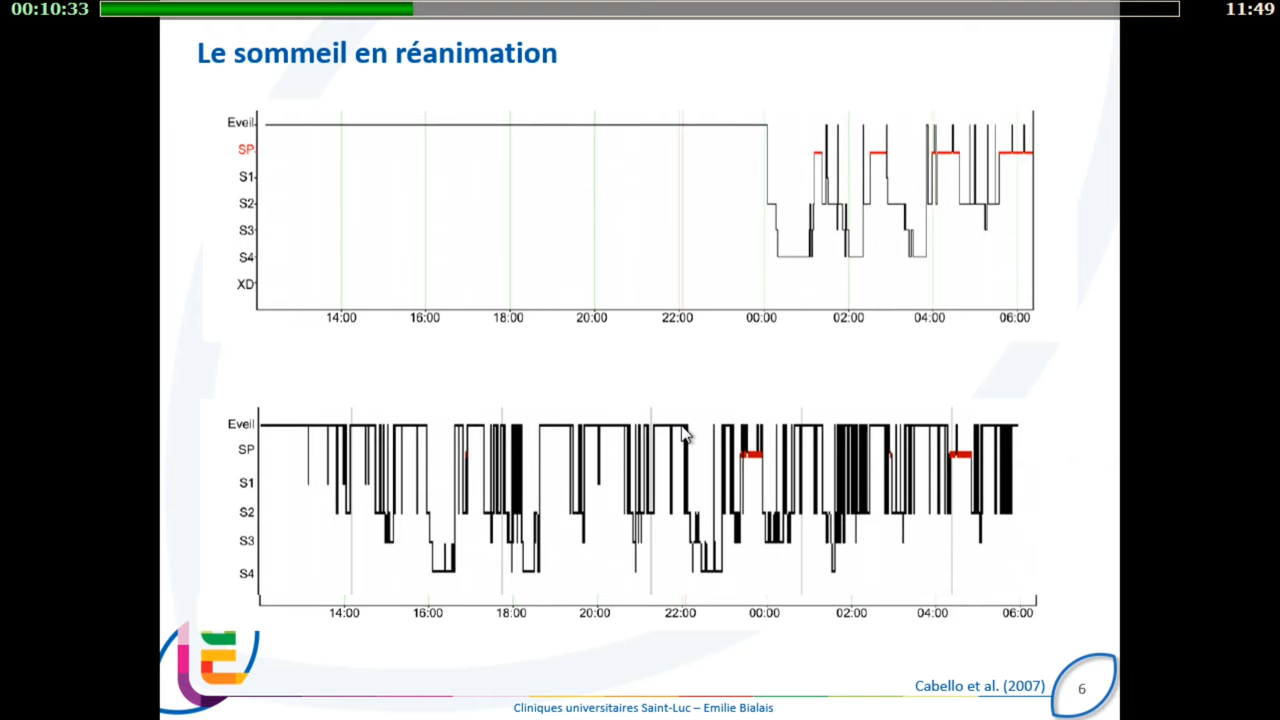 00:10:33
11:49
Le sommeil en réanimation
Eveil
SP
S1
S2
S3
S4
XD
14:00 16:00 18:00 20:00 22:00 00:00 02:00 04:00 06:00
Eveil
SP
S1
S2
S3
S4
14:00 16:00 18:00 20:00 22:00 00:00 02:00 04:00 06:00
Cabello et al. (2007)
6
Cliniques universitaires Saint-Luc – Emilie Bialais